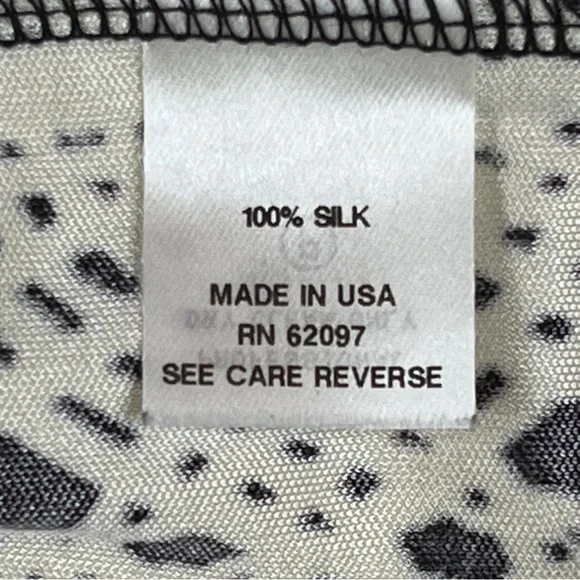 100% SILK
MADE IN USA
RN 62097
SEE CARE REVERSE